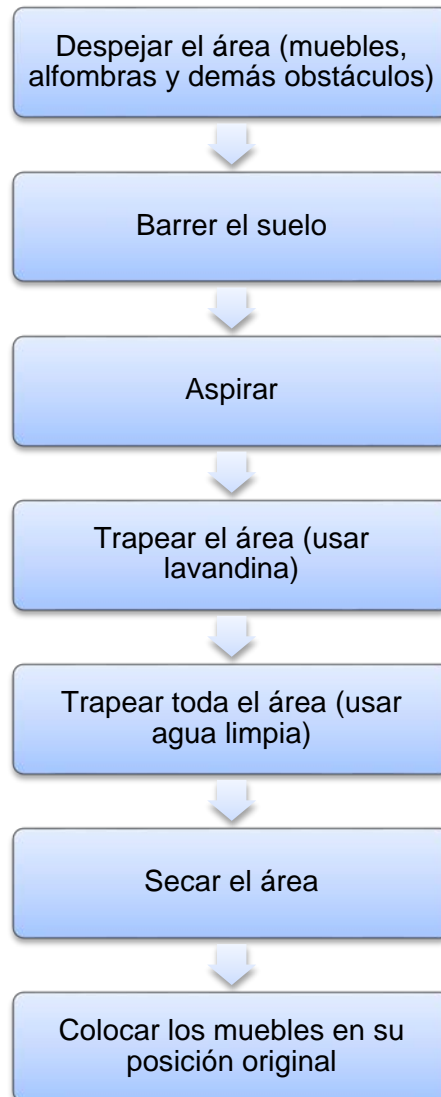 Despejar el área (muebles,
alfombras y demás obstáculos)
Barrer el suelo
Aspirar
Trapear el área (usar
lavandina)
Trapear toda el área (usar
agua limpia)
Secar el área
Colocar los muebles en su
posición original